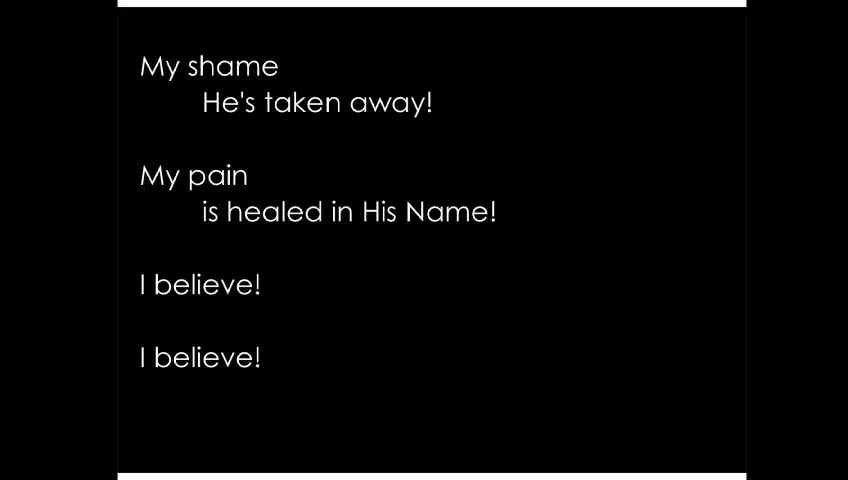 My shame
He's taken away!
My pain
is healed in His Name!
I believe!
I believe!